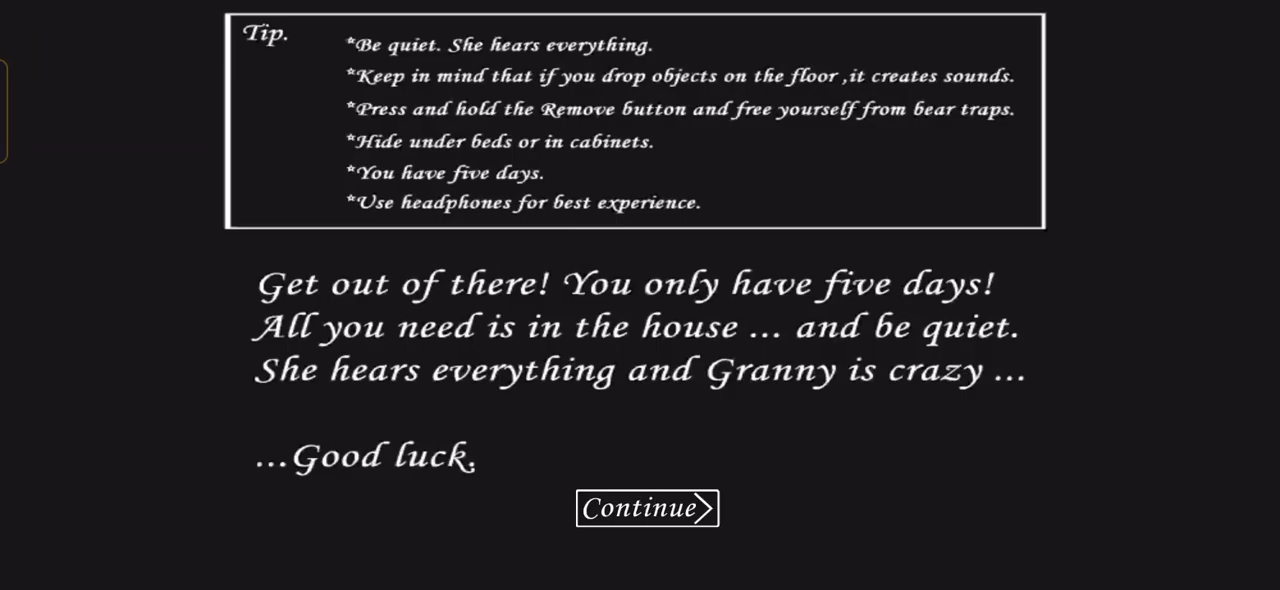 Tip.
*Be quiet. She hears everything.
*Keep in mind that if you drop objects on the floor ,it creates sounds.
*Press and hold the Remove button and free yourself from bear traps.
*Hide under beds or in cabinets.
*You have five days.
*Use headphones for best experience.
Get out of there! You only have five days!
All you need is in the house ... and be quiet.
She hears everything and Granny is crazy ...
...Good luck.
Continue>